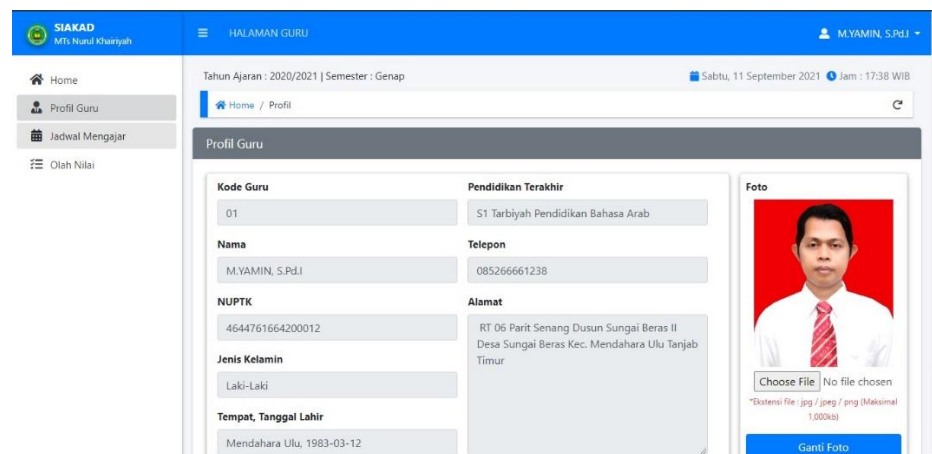 SIAKAD
MTs Nurul Khairiyah
HALAMAN GURU
M.YAMIN, S.Pd.I
Home
Profil Guru
Jadwal Mengajar
Olah Nilai
Tahun Ajaran : 2020/2021 | Semester : Genap
Sabtu, 11 September 2021 Jam : 17:38 WIB
Home / Profil
Profil Guru
Kode Guru
01
Nama
M.YAMIN, S.Pd.I
NUPTK
4644761664200012
Jenis Kelamin
Laki-Laki
Tempat, Tanggal Lahir
Mendahara Ulu, 1983-03-12
Pendidikan Terakhir
S1 Tarbiyah Pendidikan Bahasa Arab
Telepon
085266661238
Alamat
RT 06 Parit Senang Dusun Sungai Beras II
Desa Sungai Beras Kec. Mendahara Ulu Tanjab
Timur
Foto
Choose File No file chosen
*Ekstensi file : jpg / jpeg / png (Maksimal
1,000kb)
Ganti Foto